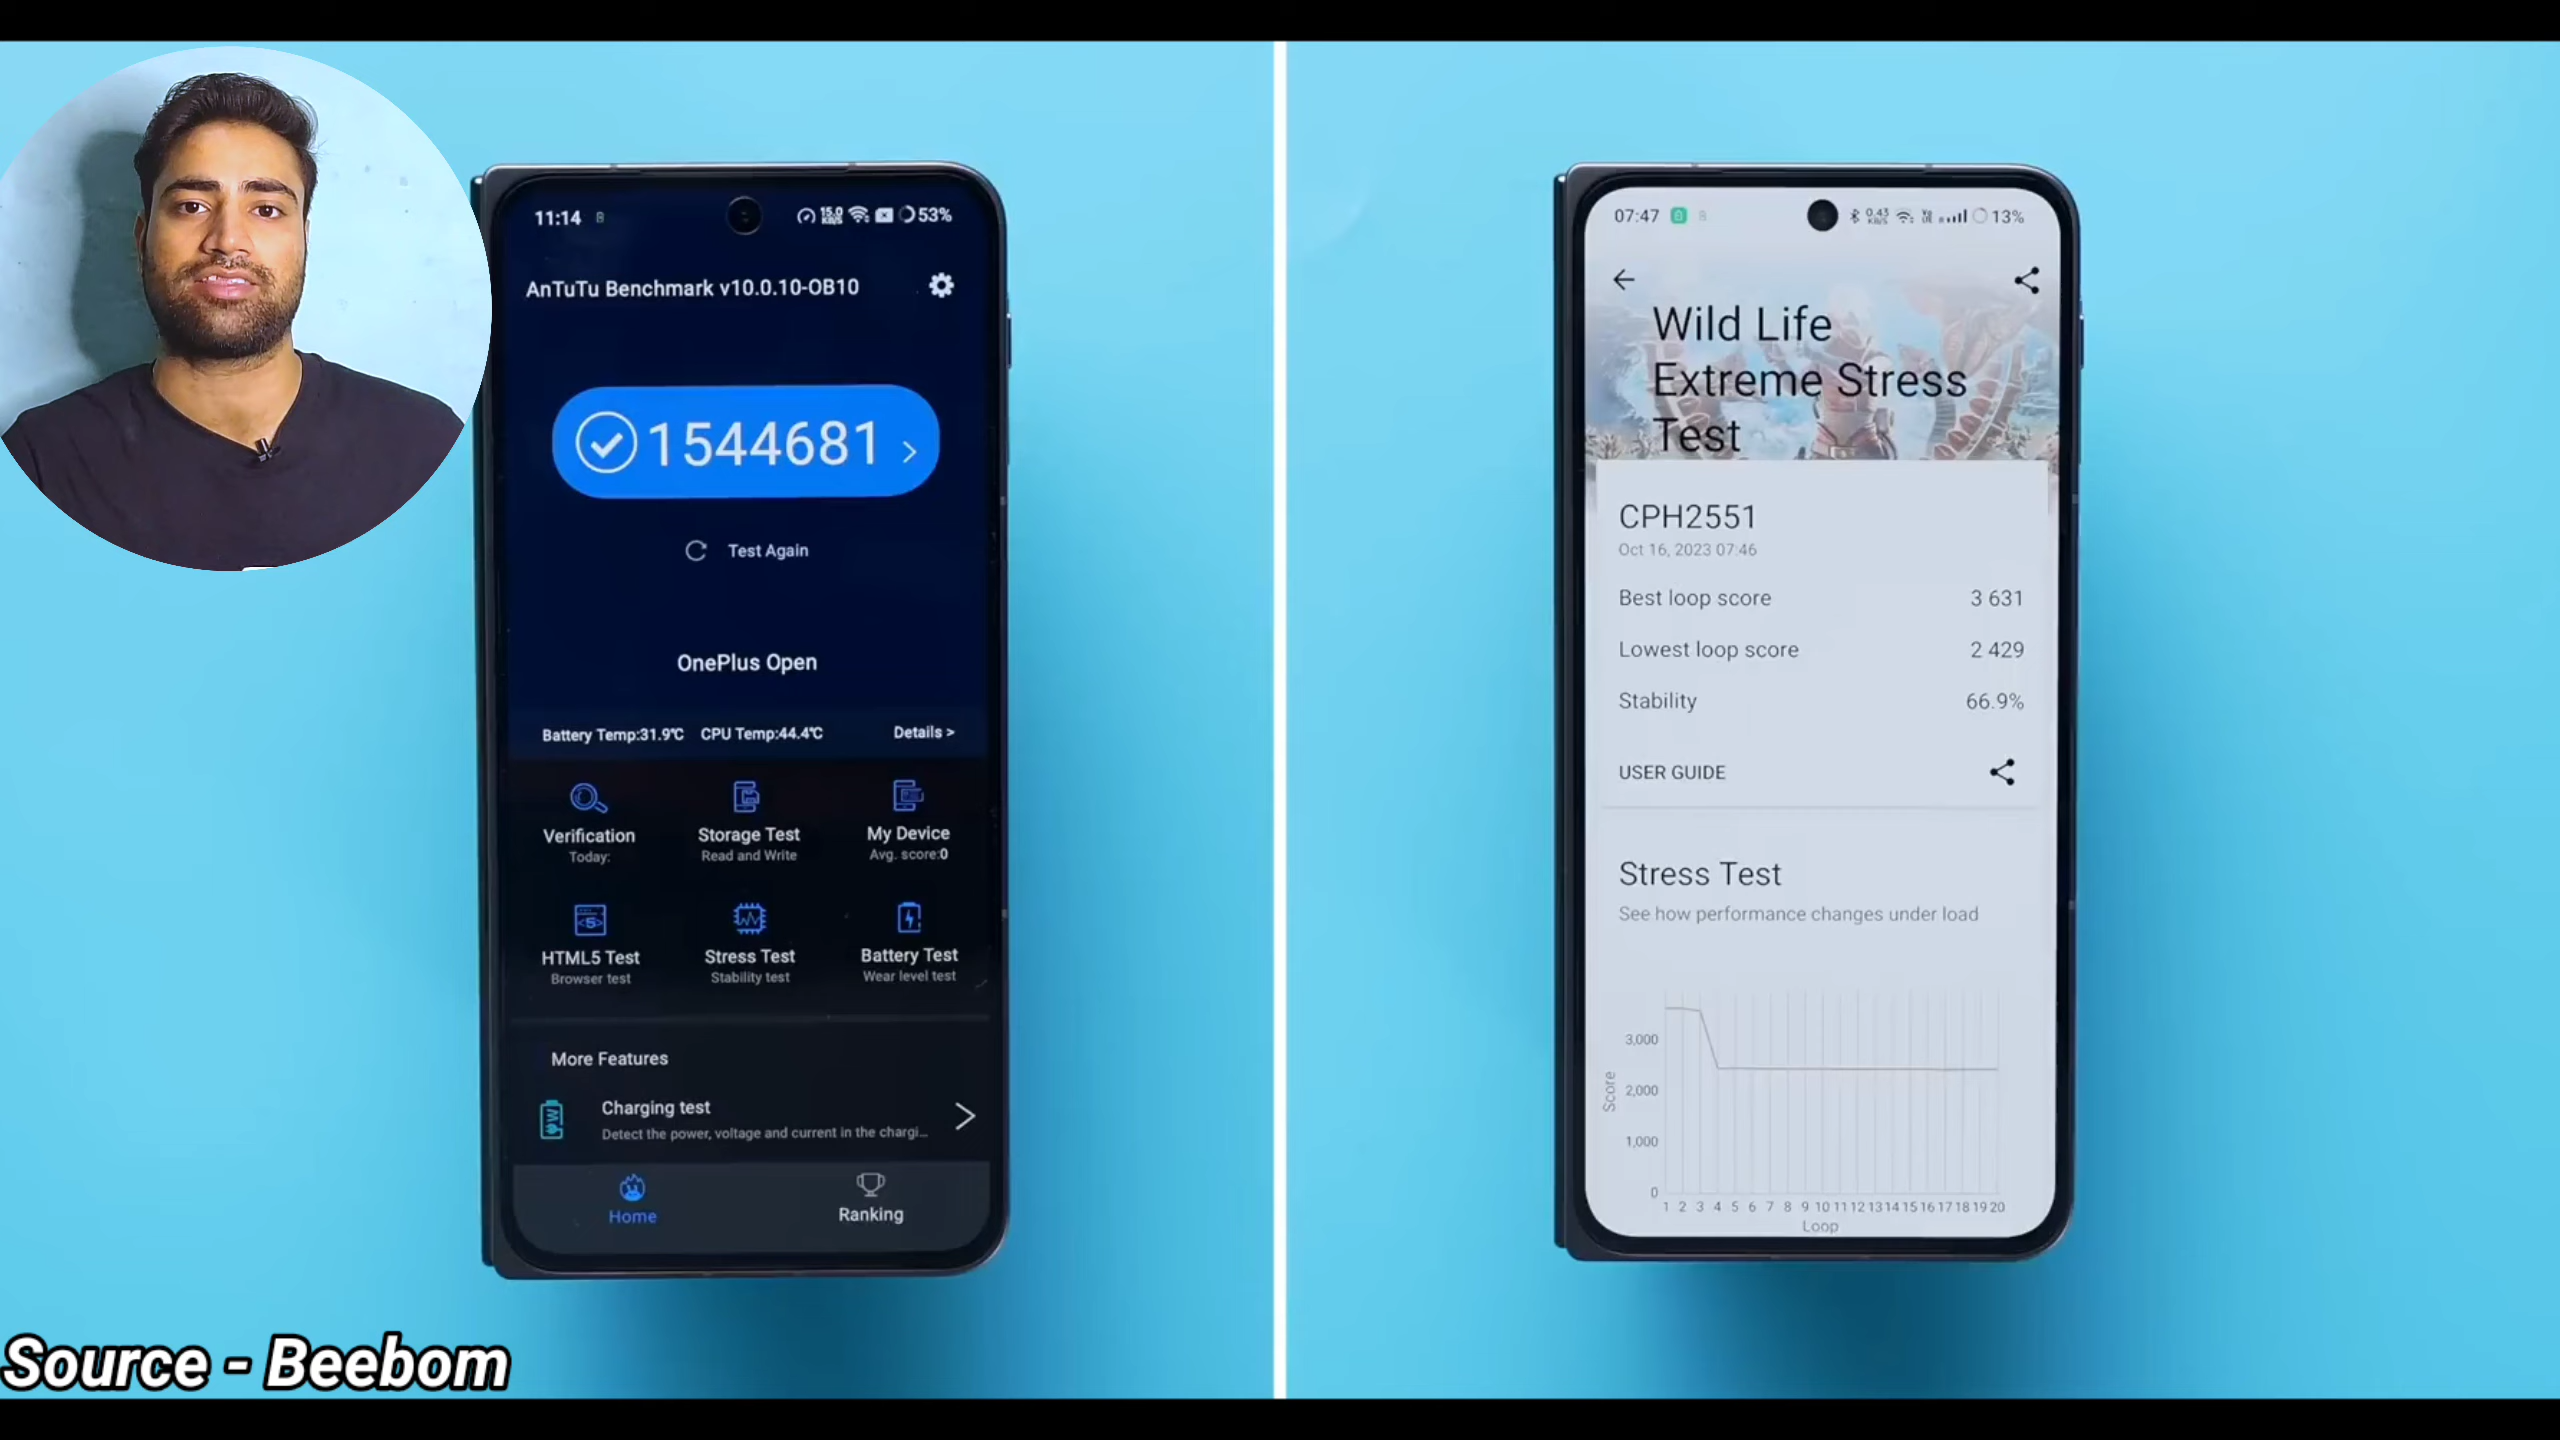 11:14
15.0 KB/S
53%
AnTuTu Benchmark v10.0.10-OB10
1544681
Test Again
OnePlus Open
Battery Temp:31.9℃ CPU Temp:44.4℃ Details >
Verification
Today:
Storage Test
Read and Write
My Device
Avg. score:0
HTML5 Test
Browser test
Stress Test
Stability test
Battery Test
Wear level test
More Features
Charging test
Detect the power, voltage and current in the chargi...
Home
Ranking
07:47
0.43 KB/S
13%
Wild Life
Extreme Stress
Test
CPH2551
Oct 16, 2023 07:46
Best loop score 3 631
Lowest loop score 2 429
Stability 66.9%
USER GUIDE
Stress Test
See how performance changes under load
3,000
2,000
1,000
0
Score
1 2 3 4 5 6 7 8 9 10 11 12 13 14 15 16 17 18 19 20
Loop
Source - Beebom